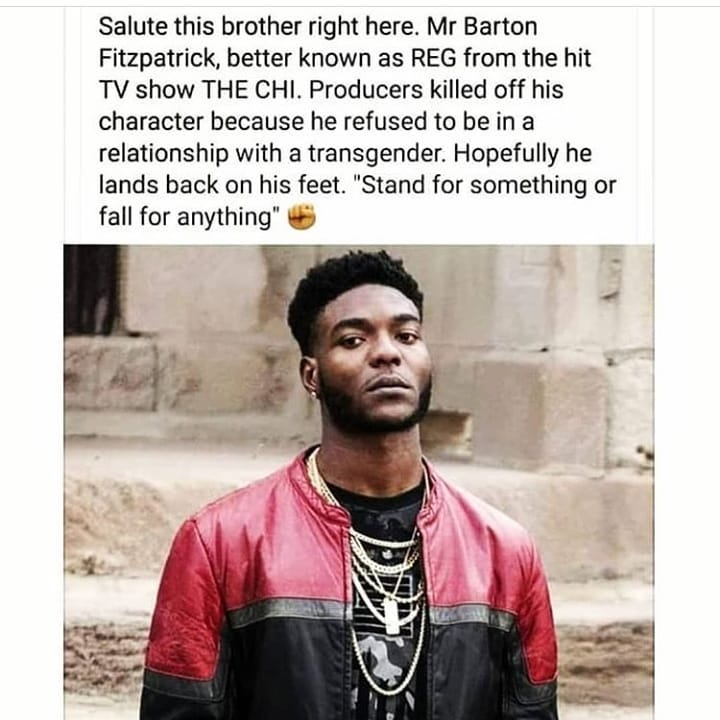 Salute this brother right here. Mr Barton
Fitzpatrick, better known as REG from the hit
TV show THE CHI. Producers killed off his
character because he refused to be in a
relationship with a transgender. Hopefully he
lands back on his feet. "Stand for something or
fall for anything" ✊🏾